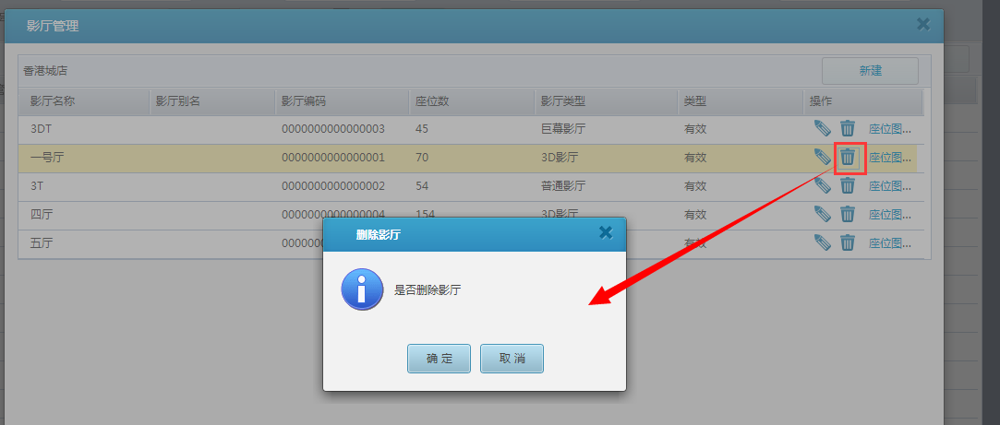 影厅管理
香港城店 新建
影厅名称 影厅别名 影厅编码 座位数 影厅类型 类型 操作
3DT 0000000000000003 45 巨幕影厅 有效 座位图...
一号厅 0000000000000001 70 3D影厅 有效 座位图...
3T 0000000000000002 54 普通影厅 有效 座位图...
四厅 0000000000000004 154 3D影厅 有效 座位图...
五厅 有效 座位图...
删除影厅
是否删除影厅
确 定 取 消